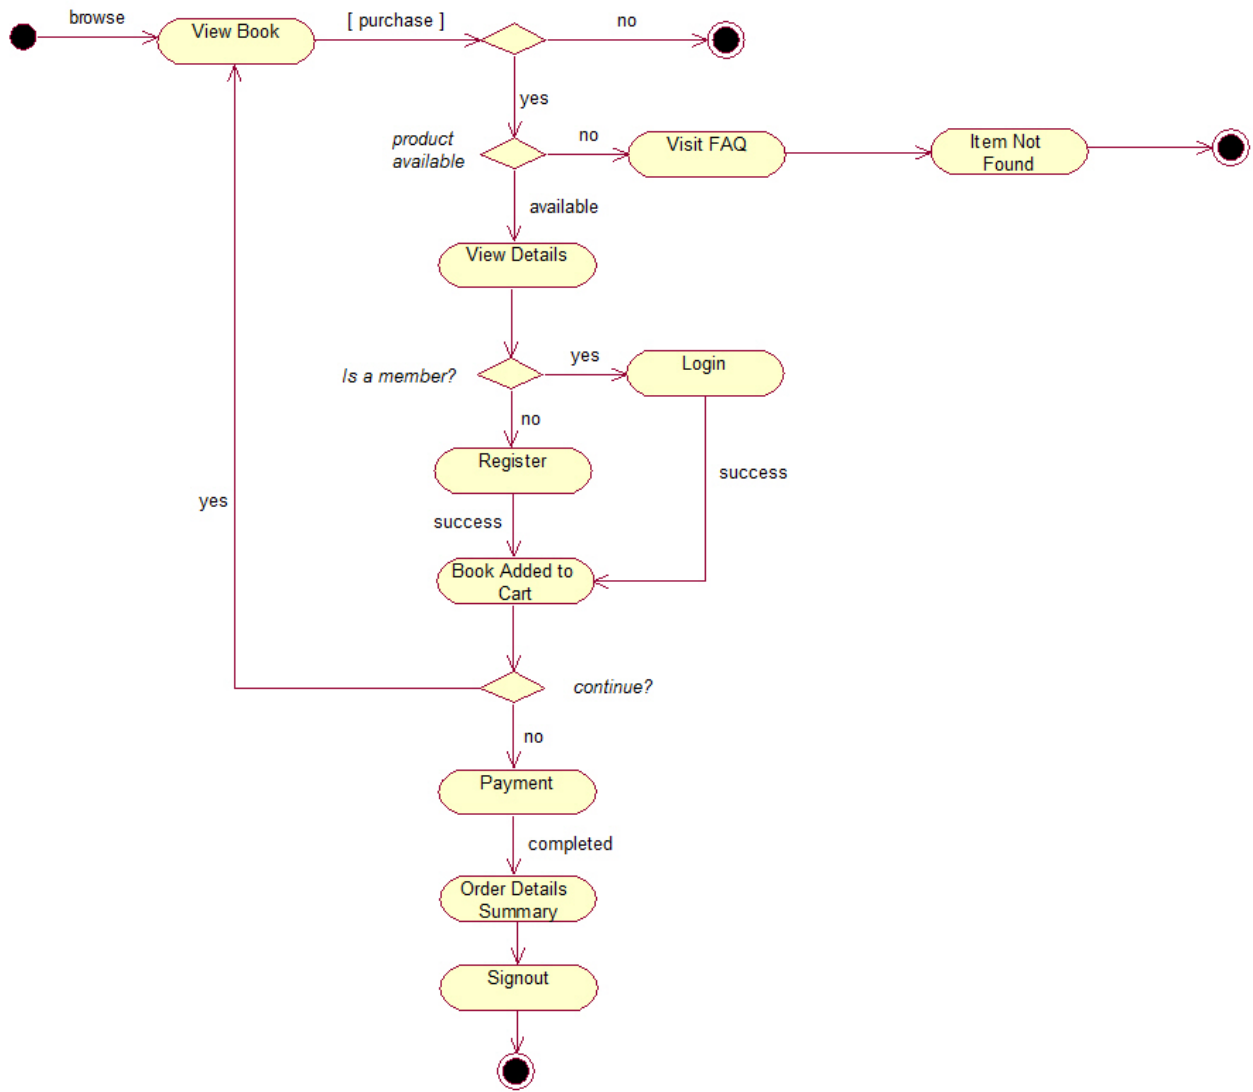 browse
View Book
[ purchase ]
no
yes
product
available
no
Visit FAQ
Item Not
Found
available
View Details
Is a member?
yes
Login
no
Register
success
yes
success
Book Added to
Cart
continue?
no
Payment
completed
Order Details
Summary
Signout